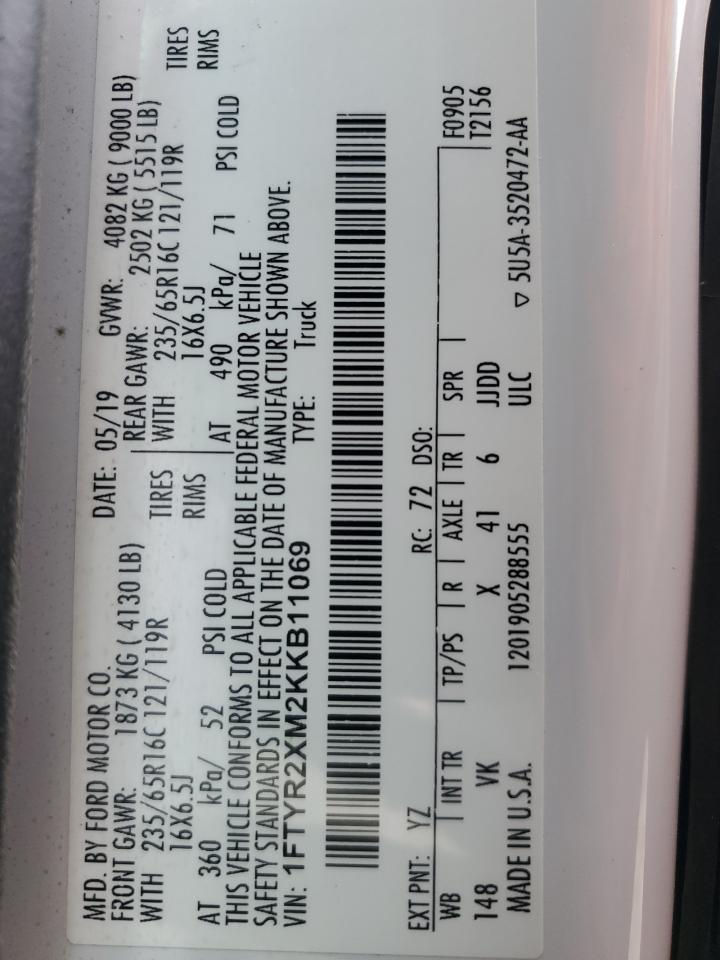 MFD. BY FORD MOTOR CO. DATE: 05/19 GVWR: 4082 KG ( 9000 LB)
FRONT GAWR: 1873 KG ( 4130 LB) REAR GAWR: 2502 KG ( 5515 LB)
WITH 235/65R16C 121/119R TIRES WITH 235/65R16C 121/119R TIRES
16X6.5J RIMS 16X6.5J RIMS
AT 360 kPa/ 52 PSI COLD AT 490 kPa/ 71 PSI COLD
THIS VEHICLE CONFORMS TO ALL APPLICABLE FEDERAL MOTOR VEHICLE
SAFETY STANDARDS IN EFFECT ON THE DATE OF MANUFACTURE SHOWN ABOVE.
VIN: 1FTYR2XM2KKB11069 TYPE: Truck
EXT PNT: YZ RC: 72 DSO:
WB INT TR TP/PS R AXLE TR SPR F0905
148 VK X 41 6 JJDD T2156
MADE IN U.S.A. 1201905288555 ULC ▽ 5U5A-3520472-AA